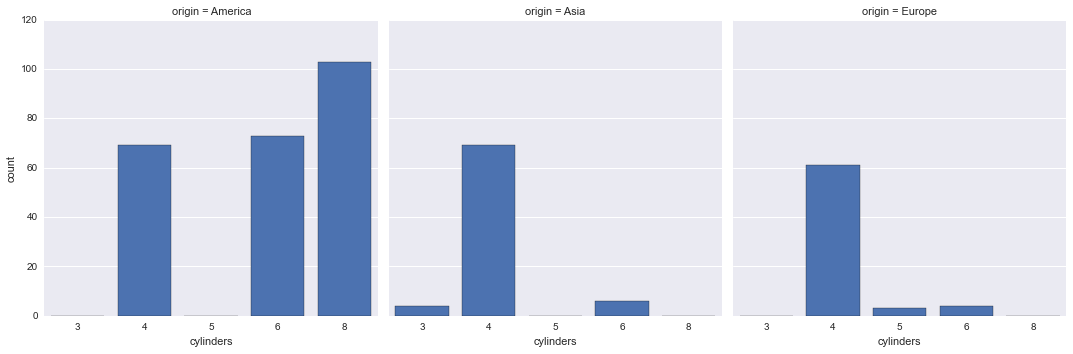 origin = America
origin = Asia
origin = Europe
120
100
80
60
40
20
0
count
3 4 5 6 8
3 4 5 6 8
3 4 5 6 8
cylinders
cylinders
cylinders